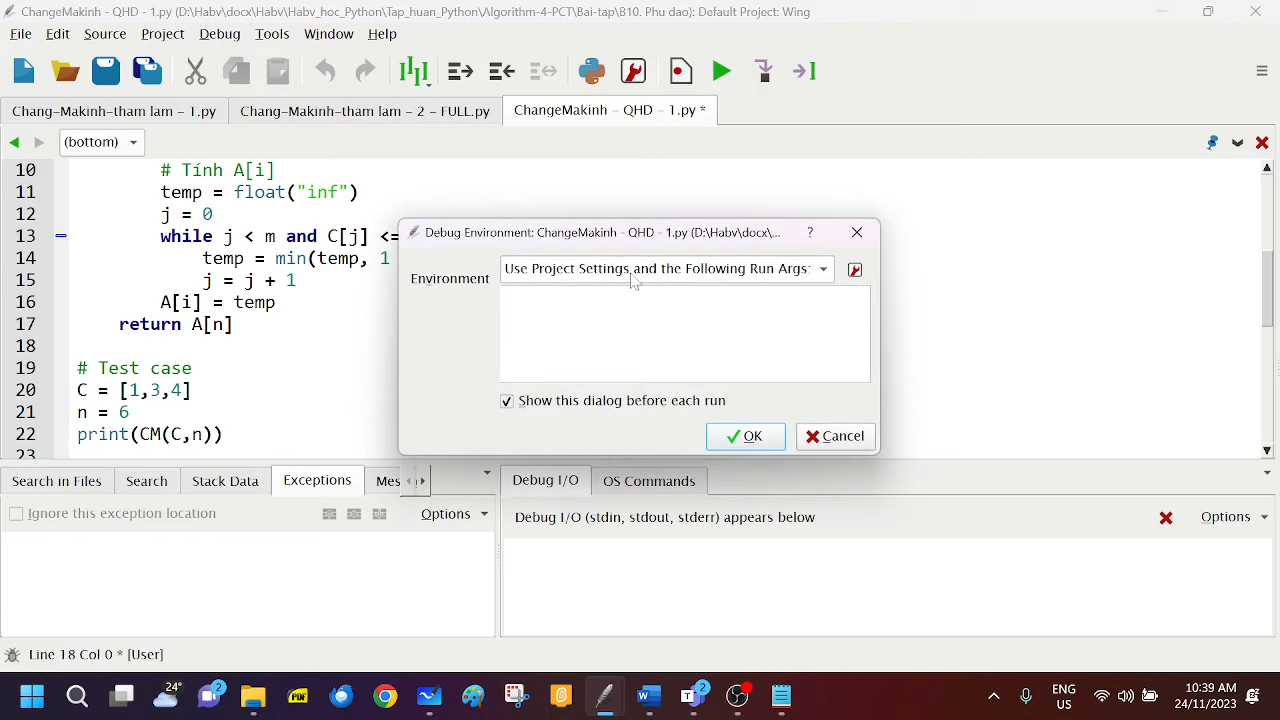 ChangeMakinh - QHD - 1.py (D:\Habv\docx\Habv\Habv_hoc_Python\Tap_huan_Python\Algorithm-4-PCT\Bai-tap\B10. Phu dao): Default Project: Wing
File Edit Source Project Debug Tools Window Help
Chang-Makinh-tham lam - 1.py Chang-Makinh-tham lam - 2 - FULL.py ChangeMakinh - QHD - 1.py *
(bottom)
10 # Tính A[i]
11 temp = float("inf")
12 j = 0
13 while j < m and C[j] <=
14 temp = min(temp, 1
15 j = j + 1
16 A[i] = temp
17 return A[n]
18
19 # Test case
20 C = [1,3,4]
21 n = 6
22 print(CM(C,n))
23
Debug Environment: ChangeMakinh - QHD - 1.py (D:\Habv\docx\... ?
Environment Use Project Settings and the Following Run Args:
Show this dialog before each run
OK Cancel
Search in Files Search Stack Data Exceptions Mes
Ignore this exception location Options
Debug I/O OS Commands
Debug I/O (stdin, stdout, stderr) appears below Options
Line 18 Col 0 * [User]
24° 2 PDF 2 ENG US 10:39 AM 24/11/2023